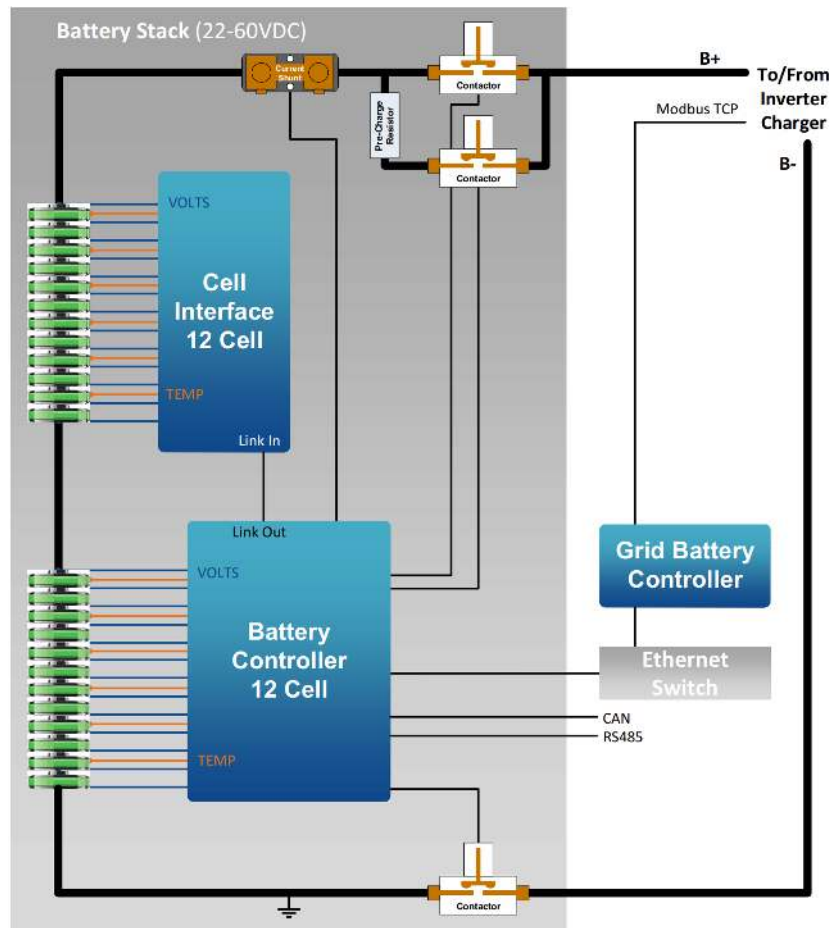 Battery Stack (22-60VDC)
Current
Shunt
Contactor
B+
To/From
Inverter
Charger
Modbus TCP
Pre-Charge
Resistor
Contactor
B-
VOLTS
Cell
Interface
12 Cell
TEMP
Link In
Link Out
VOLTS
Battery
Controller
12 Cell
TEMP
Grid Battery
Controller
Ethernet
Switch
CAN
RS485
Contactor